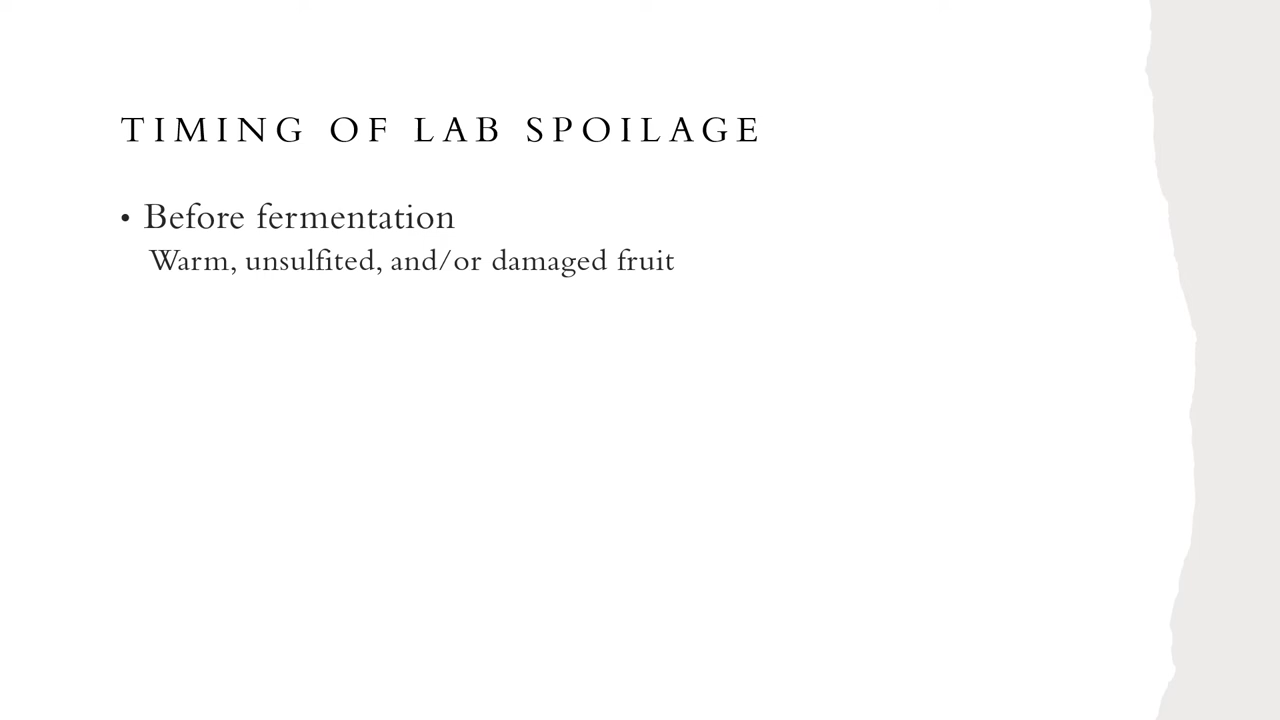 TIMING OF LAB SPOILAGE
• Before fermentation
Warm, unsulfited, and/or damaged fruit